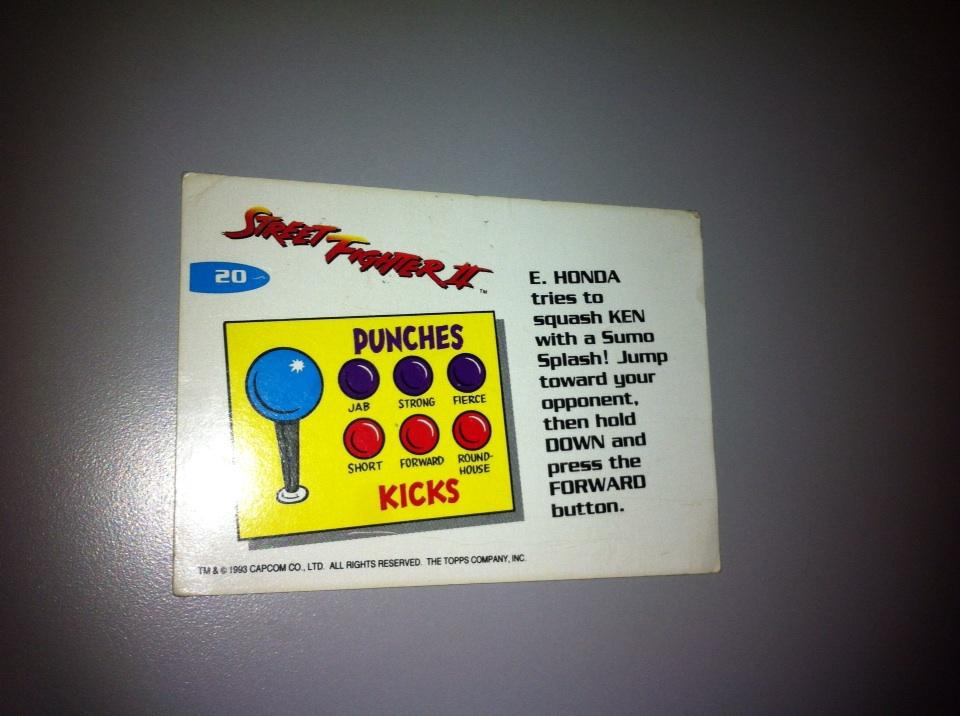 STREET FIGHTER II™
20
PUNCHES
JAB STRONG FIERCE
SHORT FORWARD ROUND-
HOUSE
KICKS
E. HONDA
tries to
squash KEN
with a Sumo
Splash! Jump
toward your
opponent,
then hold
DOWN and
press the
FORWARD
button.
TM & © 1993 CAPCOM CO., LTD. ALL RIGHTS RESERVED. THE TOPPS COMPANY, INC.